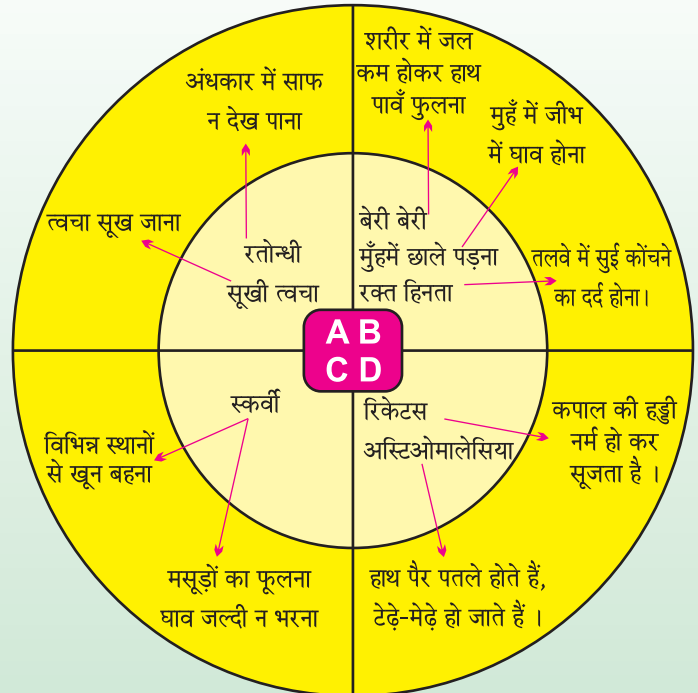 अंधकार में साफ
न देख पाना
त्वचा सूख जाना
रतोन्धी
सूखी त्वचा
शरीर में जल
कम होकर हाथ
पावँ फुलना
मुहँ में जीभ
में घाव होना
बेरी बेरी
मुँहमें छाले पड़ना
रक्त हिनता
तलवे में सुई कोंचने
का दर्द होना।
A B
C D
स्कर्वी
विभिन्न स्थानों
से खून बहना
मसूड़ों का फूलना
घाव जल्दी न भरना
रिकेटस
अस्टिओमालेसिया
कपाल की हड्डी
नर्म हो कर
सूजता है ।
हाथ पैर पतले होते हैं,
टेढ़े-मेढ़े हो जाते हैं ।